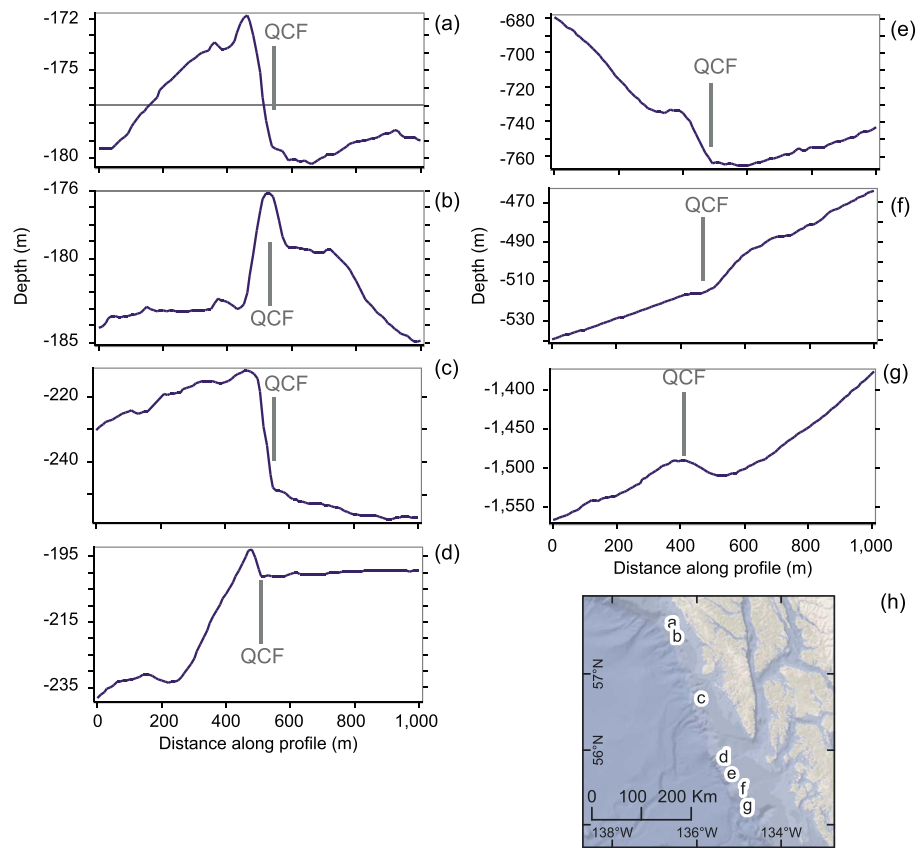 (a)
-172
-175
-180
QCF
(b)
-176
-180
-185
QCF
Depth (m)
(c)
-220
-240
QCF
(d)
-195
-215
-235
QCF
0 200 400 600 800 1,000
Distance along profile (m)
(e)
-680
-700
-740
-760
QCF
(f)
-470
-490
-510
-530
QCF
Depth (m)
(g)
-1,400
-1,450
-1,500
-1,550
QCF
0 200 400 600 800 1,000
Distance along profile (m)
(h)
a
b
c
d
e
f
g
57°N
56°N
0 100 200 Km
138°W 136°W 134°W